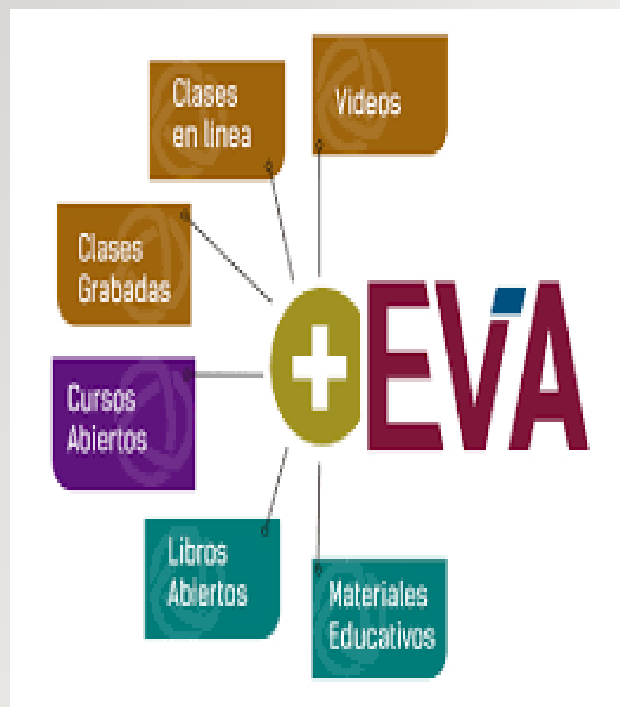 Clases
en línea
Videos
Clases
Grabadas
Cursos
Abiertos
Libros
Abiertos
Materiales
Educativos
+EVA